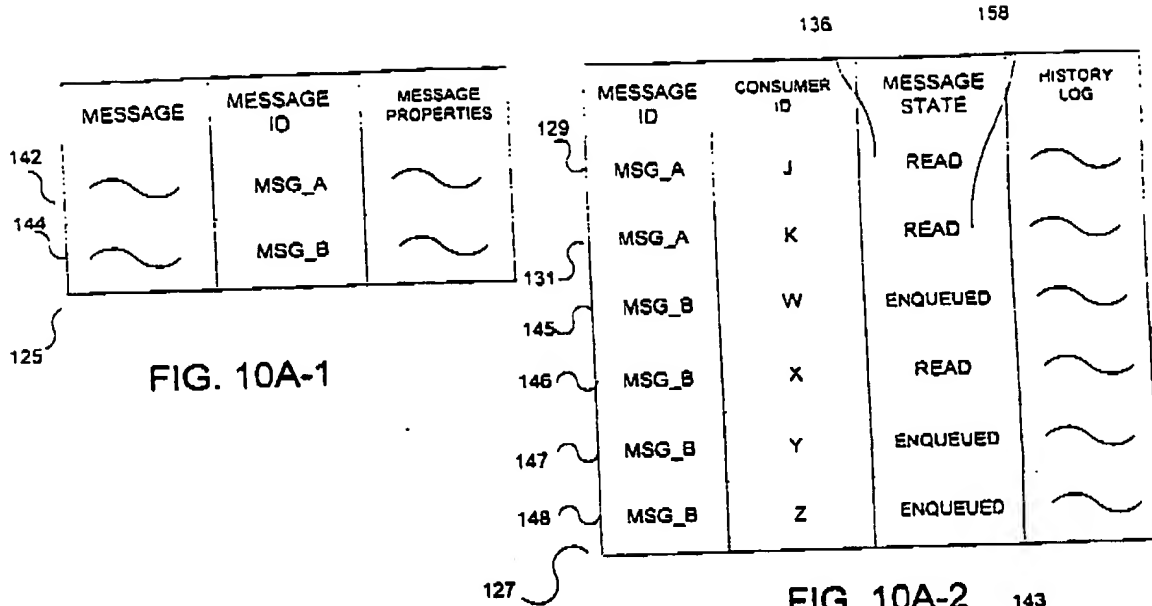 136 158
MESSAGE MESSAGE ID MESSAGE PROPERTIES
142 MSG_A
144 MSG_B
125
FIG. 10A-1
MESSAGE ID CONSUMER ID MESSAGE STATE HISTORY LOG
129 MSG_A J READ
131 MSG_A K READ
145 MSG_B W ENQUEUED
146 MSG_B X READ
147 MSG_B Y ENQUEUED
148 MSG_B Z ENQUEUED
127
FIG. 10A-2 143